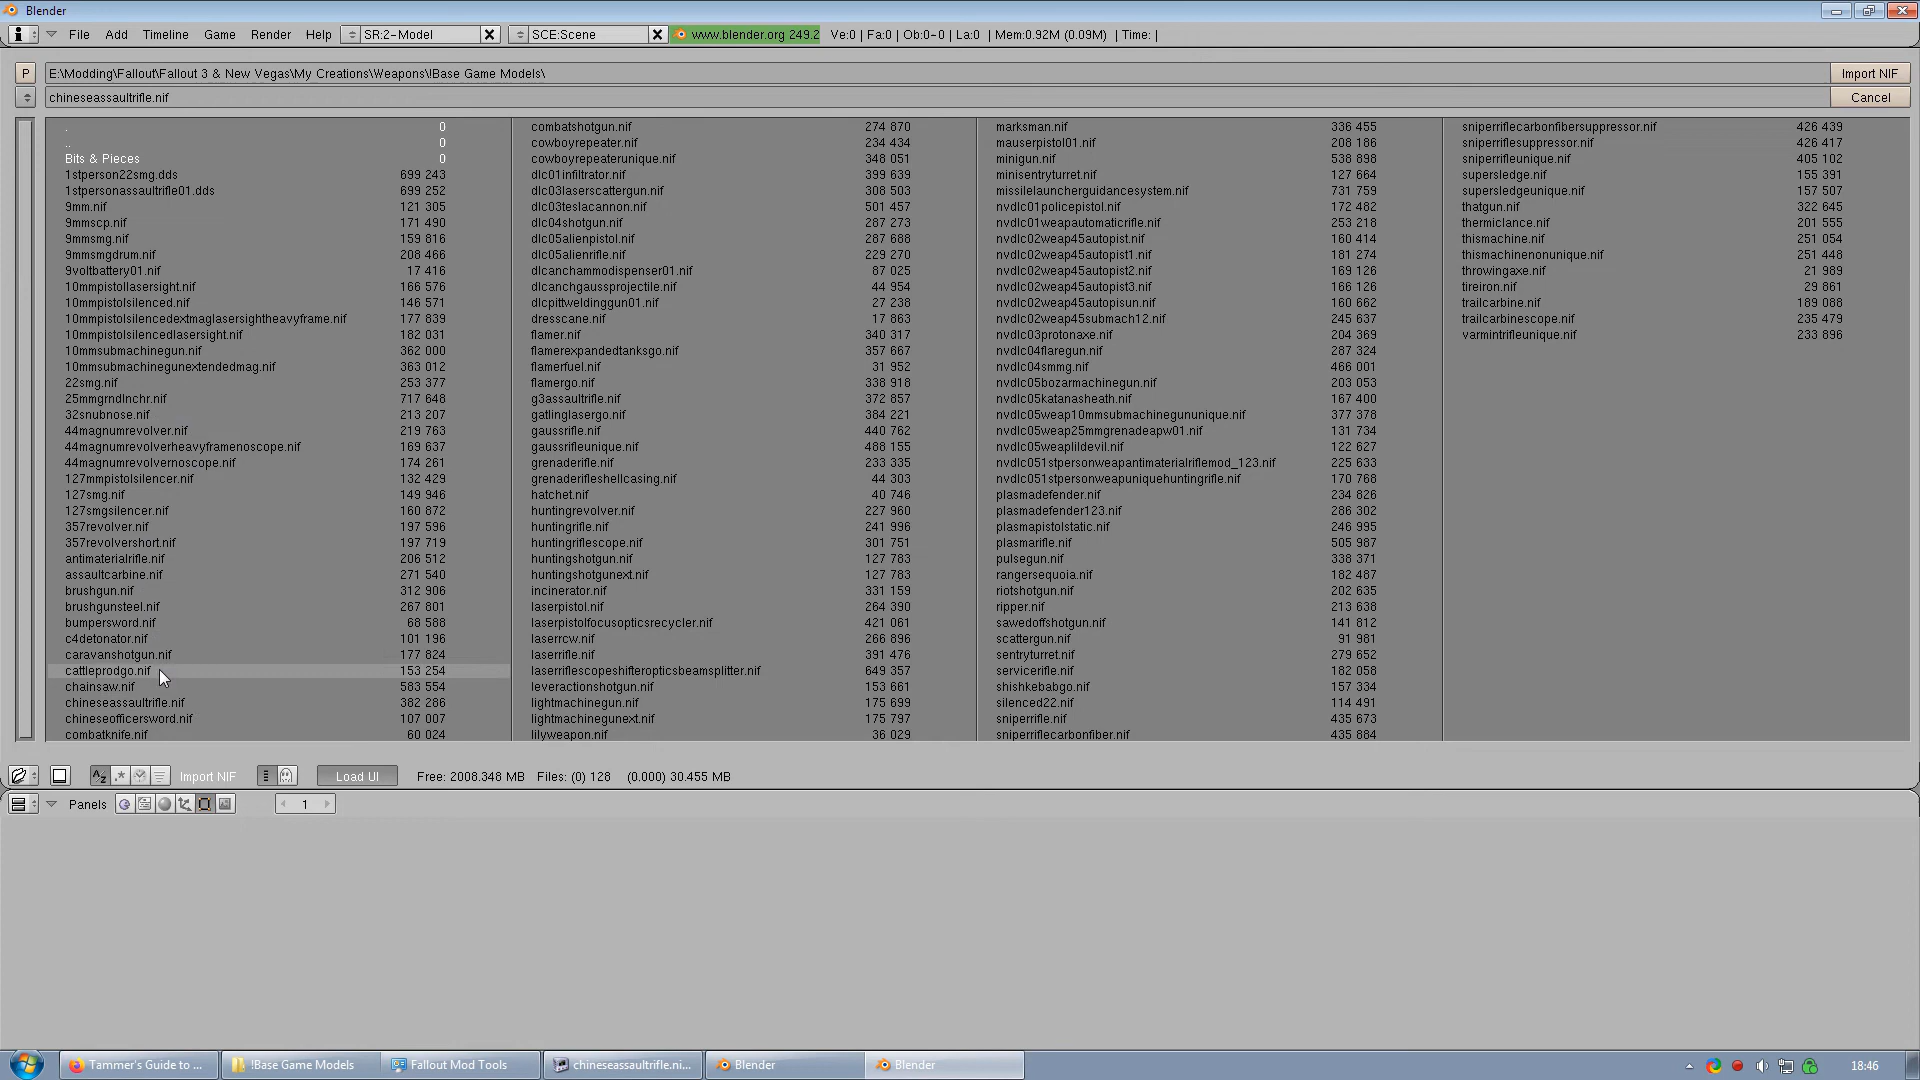 Blender
File Add Timeline Game Render Help SR:2-Model SCE:Scene www.blender.org 249.2 Ve:0 | Fa:0 | Ob:0-0 | La:0 | Mem:0.92M (0.09M) | Time: |
P E:\Modding\Fallout\Fallout 3 & New Vegas\My Creations\Weapons\!Base Game Models\ Import NIF
chineseassaultrifle.nif Cancel
. 0
.. 0
Bits & Pieces 0
1stperson22smg.dds 699 243
1stpersonassaultrifle01.dds 699 252
9mm.nif 121 305
9mmscp.nif 171 490
9mmsmg.nif 159 816
9mmsmgdrum.nif 208 466
9voltbattery01.nif 17 416
10mmpistollasersight.nif 166 576
10mmpistolsilenced.nif 146 571
10mmpistolsilencedextmaglasersightheavyframe.nif 177 839
10mmpistolsilencedlasersight.nif 182 031
10mmsubmachinegun.nif 362 000
10mmsubmachinegunextendedmag.nif 363 012
22smg.nif 253 377
25mmgrndlnchr.nif 717 648
32snubnose.nif 213 207
44magnumrevolver.nif 219 763
44magnumrevolverheavyframenoscope.nif 169 637
44magnumrevolvernoscope.nif 174 261
127mmpistolsilencer.nif 132 429
127smg.nif 149 946
127smgsilencer.nif 160 872
357revolver.nif 197 596
357revolvershort.nif 197 719
antimaterialrifle.nif 206 512
assaultcarbine.nif 271 540
brushgun.nif 312 906
brushgunsteel.nif 267 801
bumpersword.nif 68 588
c4detonator.nif 101 196
caravanshotgun.nif 177 824
cattleprodgo.nif 153 254
chainsaw.nif 583 554
chineseassaultrifle.nif 382 286
chineseofficersword.nif 107 007
combatknife.nif 60 024
combatshotgun.nif 274 870
cowboyrepeater.nif 234 434
cowboyrepeaterunique.nif 348 051
dlc01infiltrator.nif 399 639
dlc03laserscattergun.nif 308 503
dlc03teslacannon.nif 501 457
dlc04shotgun.nif 287 273
dlc05alienpistol.nif 287 688
dlc05alienrifle.nif 229 270
dlcanchammodispenser01.nif 87 025
dlcanchgaussprojectile.nif 44 954
dlcpittweldinggun01.nif 27 238
dresscane.nif 17 863
flamer.nif 340 317
flamerexpandedtanksgo.nif 357 667
flamerfuel.nif 31 952
flamergo.nif 338 918
g3assaultrifle.nif 372 857
gatlinglasergo.nif 384 221
gaussrifle.nif 440 762
gaussrifleunique.nif 488 155
grenaderifle.nif 233 335
grenaderifleshellcasing.nif 44 303
hatchet.nif 40 746
huntingrevolver.nif 227 960
huntingrifle.nif 241 996
huntingriflescope.nif 301 751
huntingshotgun.nif 127 783
huntingshotgunext.nif 127 783
incinerator.nif 331 159
laserpistol.nif 264 390
laserpistolfocusopticsrecycler.nif 421 061
laserrcw.nif 266 896
laserrifle.nif 391 476
laserriflescopeshifteropticsbeamsplitter.nif 649 357
leveractionshotgun.nif 153 661
lightmachinegun.nif 175 699
lightmachinegunext.nif 175 797
lilyweapon.nif 36 029
marksman.nif 336 455
mauserpistol01.nif 208 186
minigun.nif 538 898
minisentryturret.nif 127 664
missilelauncherguidancesystem.nif 731 759
nvdlc01policepistol.nif 172 482
nvdlc01weapautomaticrifle.nif 253 218
nvdlc02weap45autopist.nif 160 414
nvdlc02weap45autopist1.nif 181 274
nvdlc02weap45autopist2.nif 169 126
nvdlc02weap45autopist3.nif 166 126
nvdlc02weap45autopisun.nif 160 662
nvdlc02weap45submach12.nif 245 637
nvdlc03protonaxe.nif 204 369
nvdlc04flaregun.nif 287 324
nvdlc04smmg.nif 466 001
nvdlc05bozarmachinegun.nif 203 053
nvdlc05katanasheath.nif 167 400
nvdlc05weap10mmsubmachinegununique.nif 377 378
nvdlc05weap25mmgrenadeapw01.nif 131 734
nvdlc05weaplildevil.nif 122 627
nvdlc051stpersonweapantimaterialriflemod_123.nif 225 633
nvdlc051stpersonweapuniquehuntingrifle.nif 170 768
plasmadefender.nif 234 826
plasmadefender123.nif 286 302
plasmapistolstatic.nif 246 995
plasmarifle.nif 505 987
pulsegun.nif 338 371
rangersequoia.nif 182 487
riotshotgun.nif 202 635
ripper.nif 213 638
sawedoffshotgun.nif 141 812
scattergun.nif 91 981
sentryturret.nif 279 652
servicerifle.nif 182 058
shishkebabgo.nif 157 334
silenced22.nif 114 491
sniperrifle.nif 435 673
sniperriflecarbonfiber.nif 435 884
sniperriflecarbonfibersuppressor.nif 426 439
sniperriflesuppressor.nif 426 417
sniperrifleunique.nif 405 102
supersledge.nif 155 391
supersledgeunique.nif 157 507
thatgun.nif 322 645
thermiclance.nif 201 555
thismachine.nif 251 054
thismachinenonunique.nif 251 448
throwingaxe.nif 21 989
tireiron.nif 29 861
trailcarbine.nif 189 088
trailcarbinescope.nif 235 479
varmintrifleunique.nif 233 896
Import NIF Load UI Free: 2008.348 MB Files: (0) 128 (0.000) 30.455 MB
Panels 1
Tammer's Guide to ... !Base Game Models Fallout Mod Tools chineseassaultrifle.ni... Blender Blender 18:46